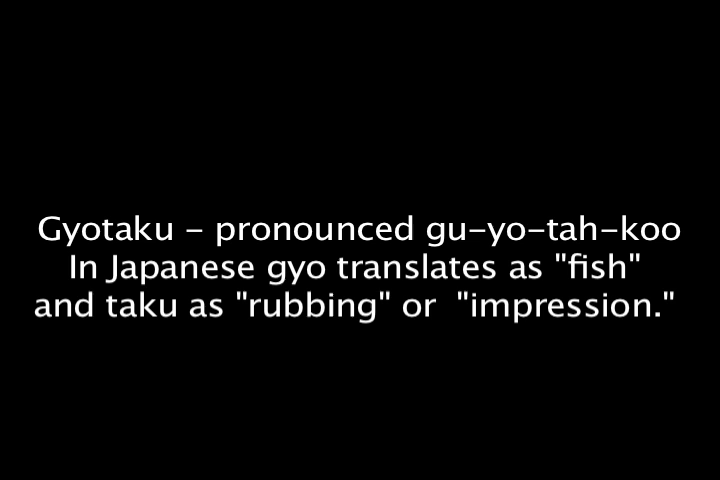 Gyotaku - pronounced gu-yo-tah-koo
In Japanese gyo translates as "fish"
and taku as "rubbing" or  "impression."